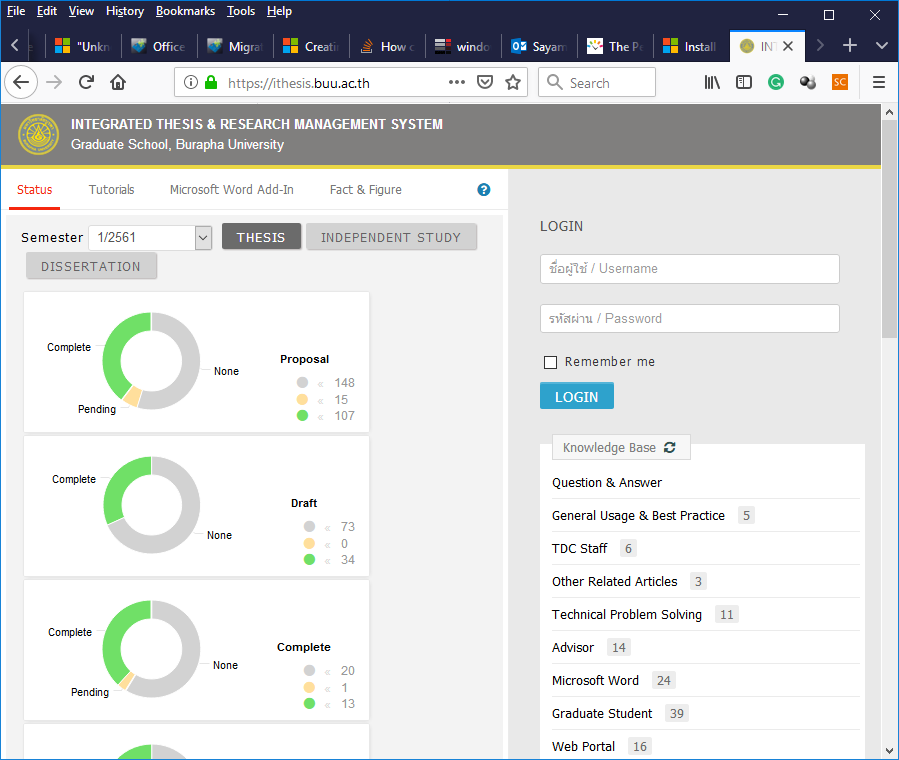 File Edit View History Bookmarks Tools Help
"Unkn Office Migrat Creatin How c windo Sayam The Pe Install INT
https://ithesis.buu.ac.th
Search
INTEGRATED THESIS & RESEARCH MANAGEMENT SYSTEM
Graduate School, Burapha University
Status Tutorials Microsoft Word Add-In Fact & Figure
Semester 1/2561 THESIS INDEPENDENT STUDY
DISSERTATION
Complete
None
Pending
Proposal
« 148
« 15
« 107
Complete
None
Draft
« 73
« 0
« 34
Complete
None
Pending
Complete
« 20
« 1
« 13
LOGIN
ชื่อผู้ใช้ / Username
รหัสผ่าน / Password
Remember me
LOGIN
Knowledge Base
Question & Answer
General Usage & Best Practice 5
TDC Staff 6
Other Related Articles 3
Technical Problem Solving 11
Advisor 14
Microsoft Word 24
Graduate Student 39
Web Portal 16